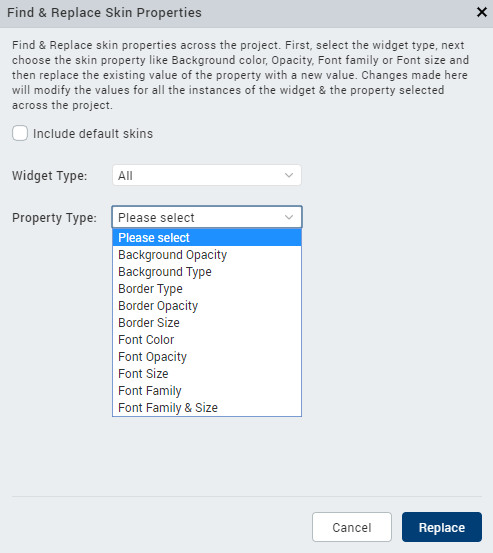 Find & Replace Skin Properties
Find & Replace skin properties across the project. First, select the widget type, next
choose the skin property like Background color, Opacity, Font family or Font size and
then replace the existing value of the property with a new value. Changes made here
will modify the values for all the instances of the widget & the property selected
across the project.
Include default skins
Widget Type: All
Property Type: Please select
Please select
Background Opacity
Background Type
Border Type
Border Opacity
Border Size
Font Color
Font Opacity
Font Size
Font Family
Font Family & Size
Cancel Replace